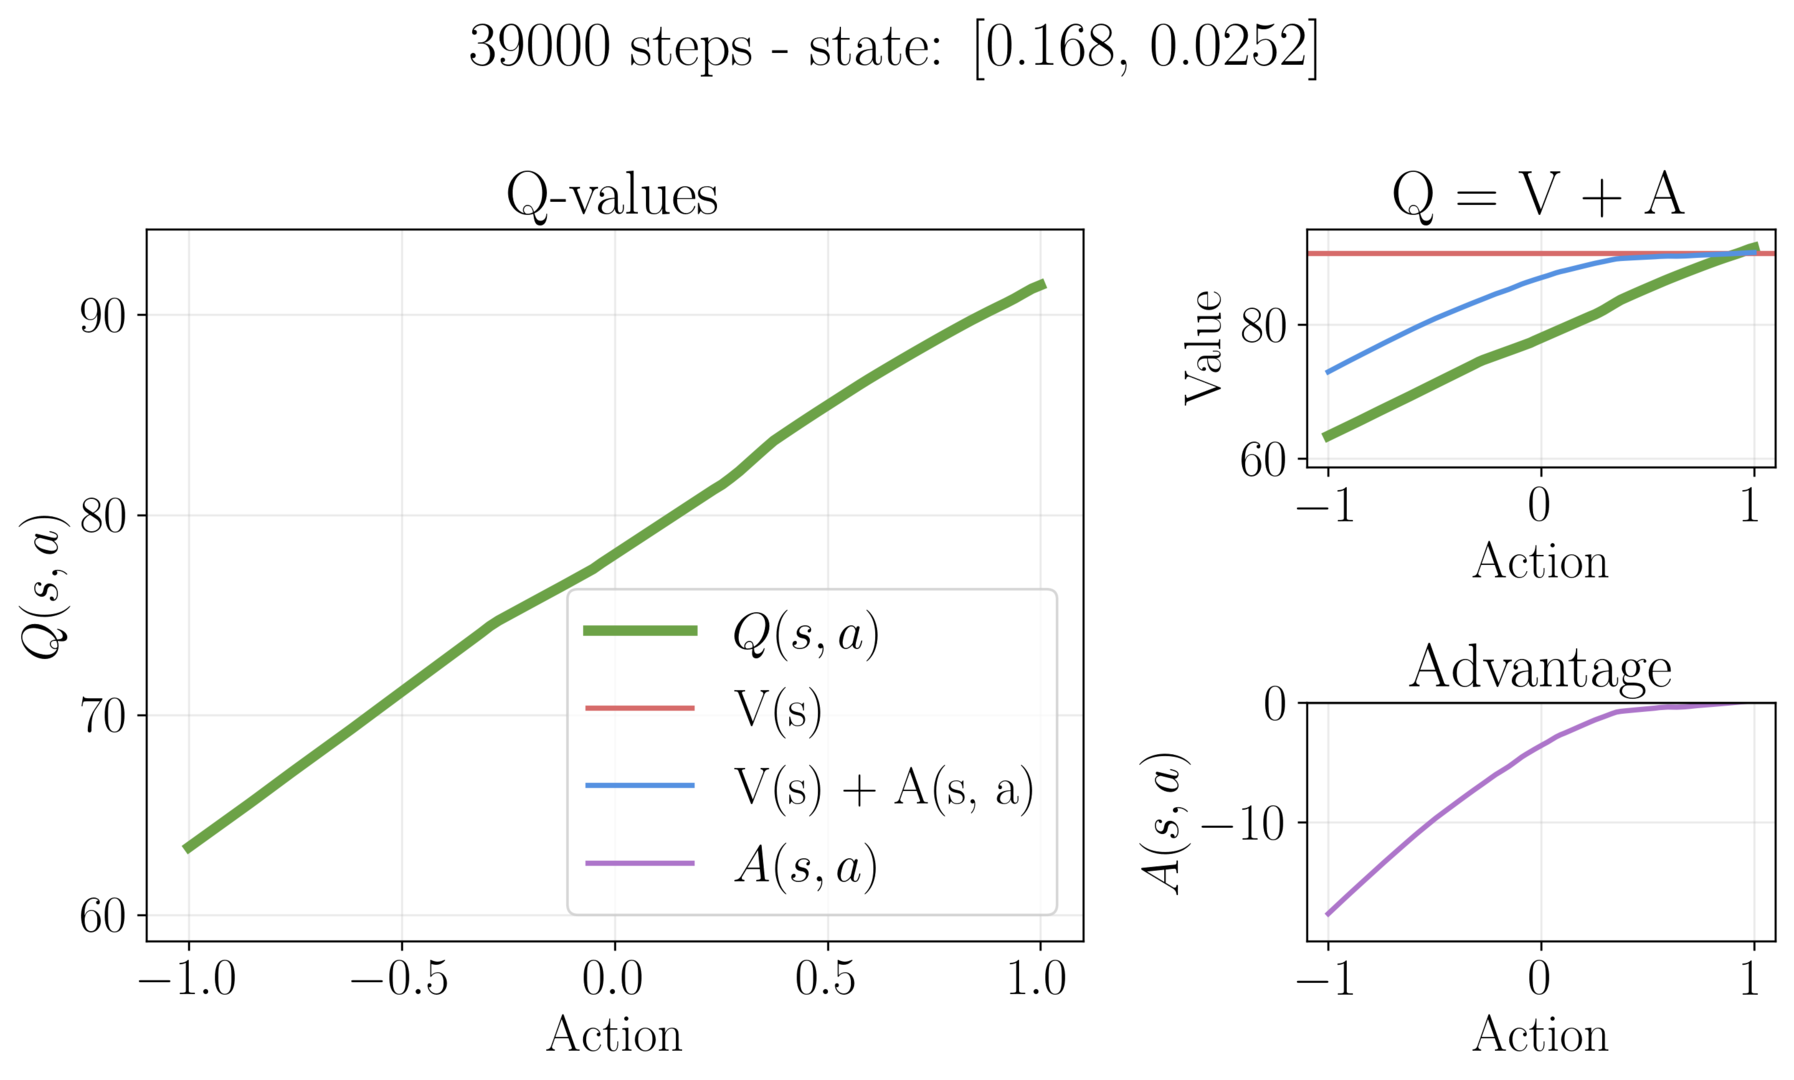 39000 steps - state: [0.168, 0.0252]
Q-values
Q(s, a)
90
80
70
60
−1.0 −0.5 0.0 0.5 1.0
Action
Q(s, a)
V(s)
V(s) + A(s, a)
A(s, a)
Q = V + A
Value
80
60
−1 0 1
Action
Advantage
A(s, a)
0
−10
−1 0 1
Action